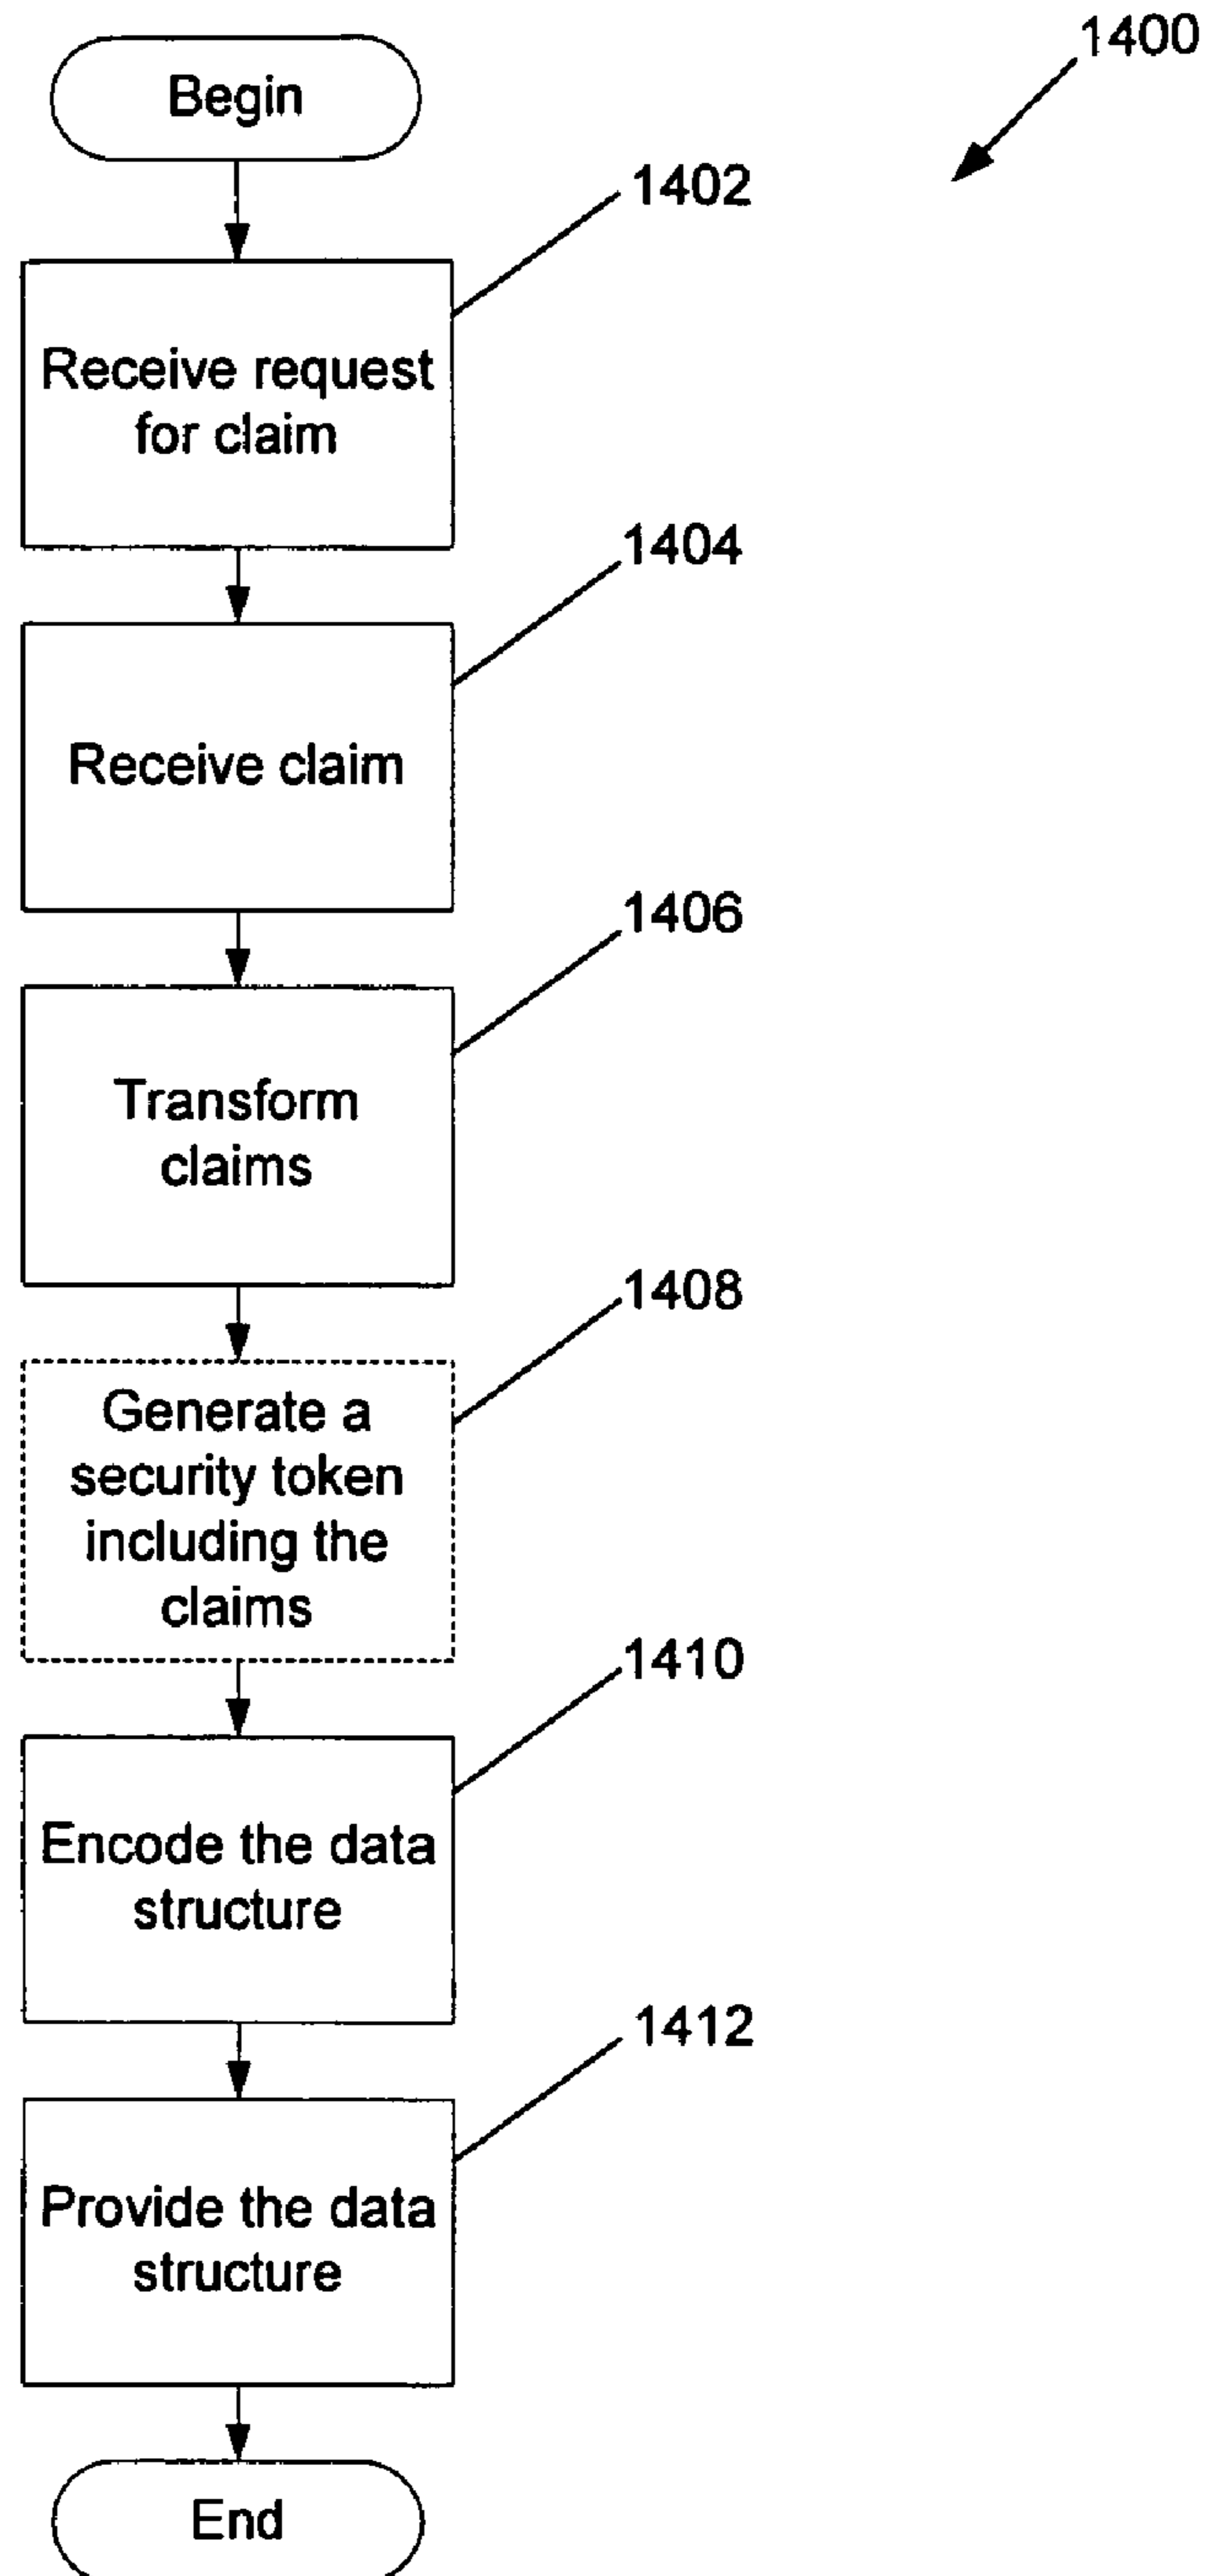 1400
Begin
1402
Receive request
for claim
1404
Receive claim
1406
Transform
claims
1408
Generate a
security token
including the
claims
1410
Encode the data
structure
1412
Provide the data
structure
End